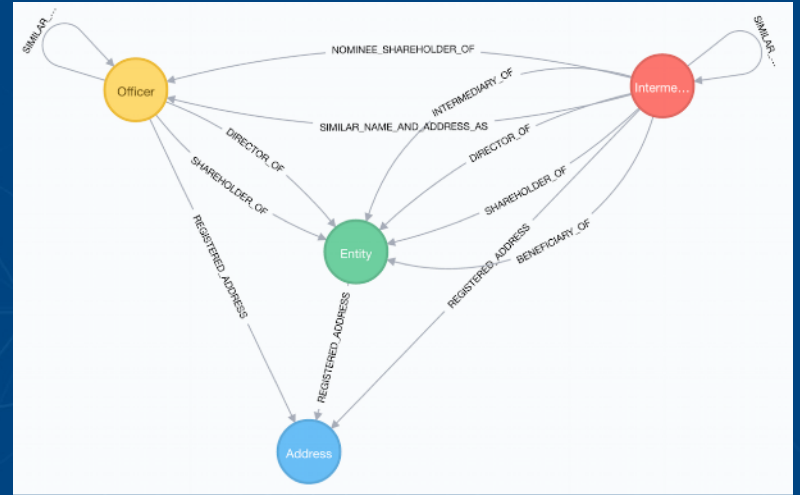 SIMILAR_...
SIMILAR_...
NOMINEE_SHAREHOLDER_OF
Officer
Interme...
INTERMEDIARY_OF
SIMILAR_NAME_AND_ADDRESS_AS
DIRECTOR_OF
DIRECTOR_OF
SHAREHOLDER_OF
SHAREHOLDER_OF
REGISTERED_ADDRESS
Entity
BENEFICIARY_OF
REGISTERED_ADDRESS
REGISTERED_ADDRESS
Address